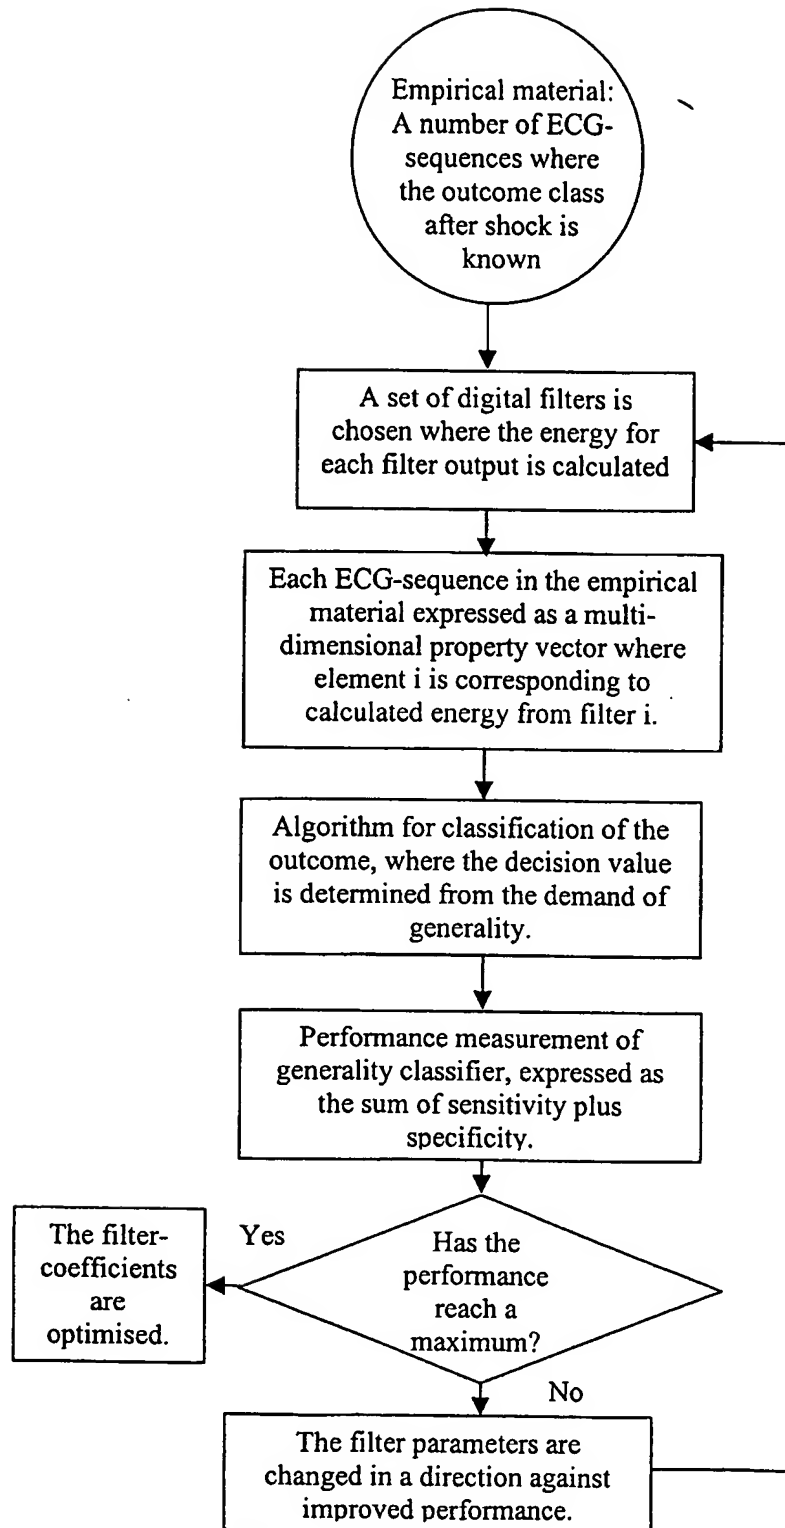 Empirical material:
A number of ECG-
sequences where
the outcome class
after shock is
known
A set of digital filters is
chosen where the energy for
each filter output is calculated
Each ECG-sequence in the empirical
material expressed as a multi-
dimensional property vector where
element i is corresponding to
calculated energy from filter i.
Algorithm for classification of the
outcome, where the decision value
is determined from the demand of
generality.
Performance measurement of
generality classifier, expressed as
the sum of sensitivity plus
specificity.
Has the
performance
reach a
maximum?
Yes
The filter-
coefficients
are
optimised.
No
The filter parameters are
changed in a direction against
improved performance.